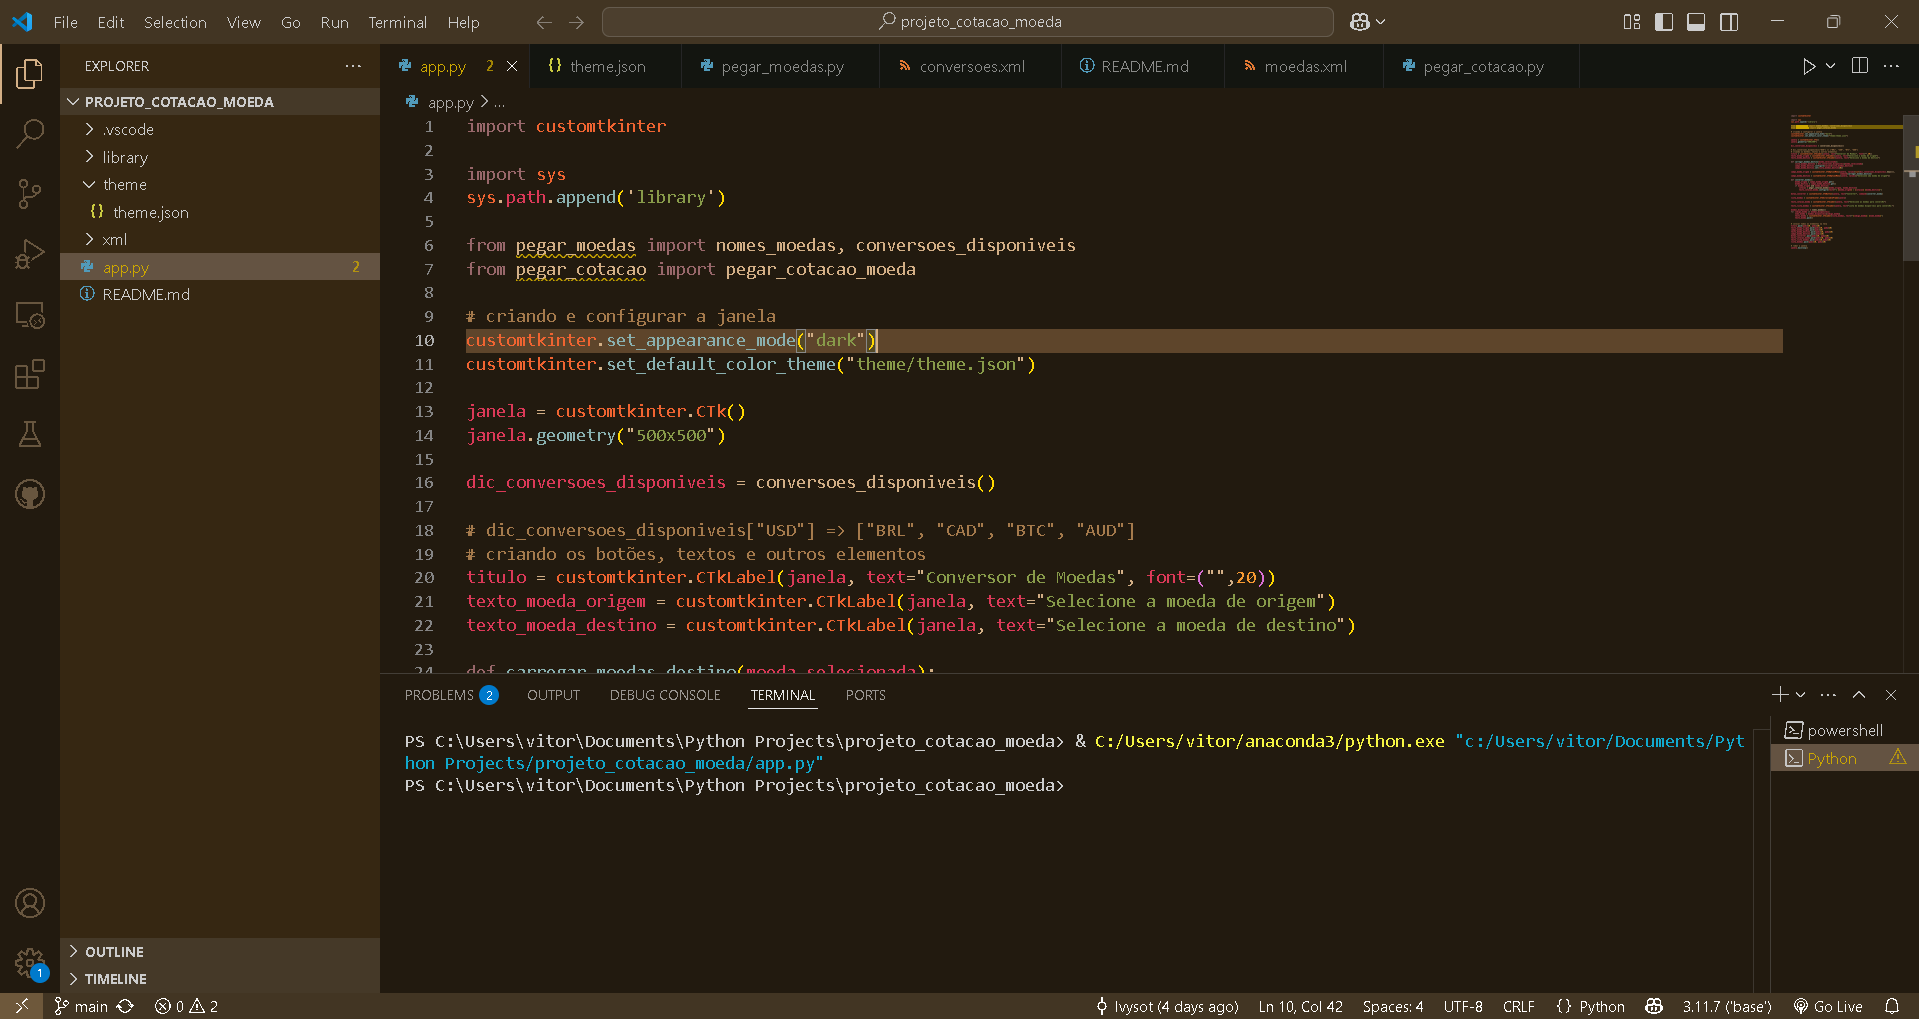 File Edit Selection View Go Run Terminal Help
projeto_cotacao_moeda
EXPLORER
PROJETO_COTACAO_MOEDA
.vscode
library
theme
theme.json
xml
app.py 2
README.md
OUTLINE
TIMELINE
app.py 2
theme.json
pegar_moedas.py
conversoes.xml
README.md
moedas.xml
pegar_cotacao.py
app.py > ...
1 import customtkinter
2
3 import sys
4 sys.path.append('library')
5
6 from pegar_moedas import nomes_moedas, conversoes_disponiveis
7 from pegar_cotacao import pegar_cotacao_moeda
8
9 # criando e configurar a janela
10 customtkinter.set_appearance_mode("dark")
11 customtkinter.set_default_color_theme("theme/theme.json")
12
13 janela = customtkinter.CTk()
14 janela.geometry("500x500")
15
16 dic_conversoes_disponiveis = conversoes_disponiveis()
17
18 # dic_conversoes_disponiveis["USD"] => ["BRL", "CAD", "BTC", "AUD"]
19 # criando os botões, textos e outros elementos
20 titulo = customtkinter.CTkLabel(janela, text="Conversor de Moedas", font=("",20))
21 texto_moeda_origem = customtkinter.CTkLabel(janela, text="Selecione a moeda de origem")
22 texto_moeda_destino = customtkinter.CTkLabel(janela, text="Selecione a moeda de destino")
23
24 def carregar_moedas_destino(moeda_selecionada):
PROBLEMS 2 OUTPUT DEBUG CONSOLE TERMINAL PORTS
PS C:\Users\vitor\Documents\Python Projects\projeto_cotacao_moeda> & C:/Users/vitor/anaconda3/python.exe "c:/Users/vitor/Documents/Pyt
hon Projects/projeto_cotacao_moeda/app.py"
PS C:\Users\vitor\Documents\Python Projects\projeto_cotacao_moeda>
powershell
Python
1
main 0 2 lvysot (4 days ago) Ln 10, Col 42 Spaces: 4 UTF-8 CRLF {} Python 3.11.7 ('base') Go Live